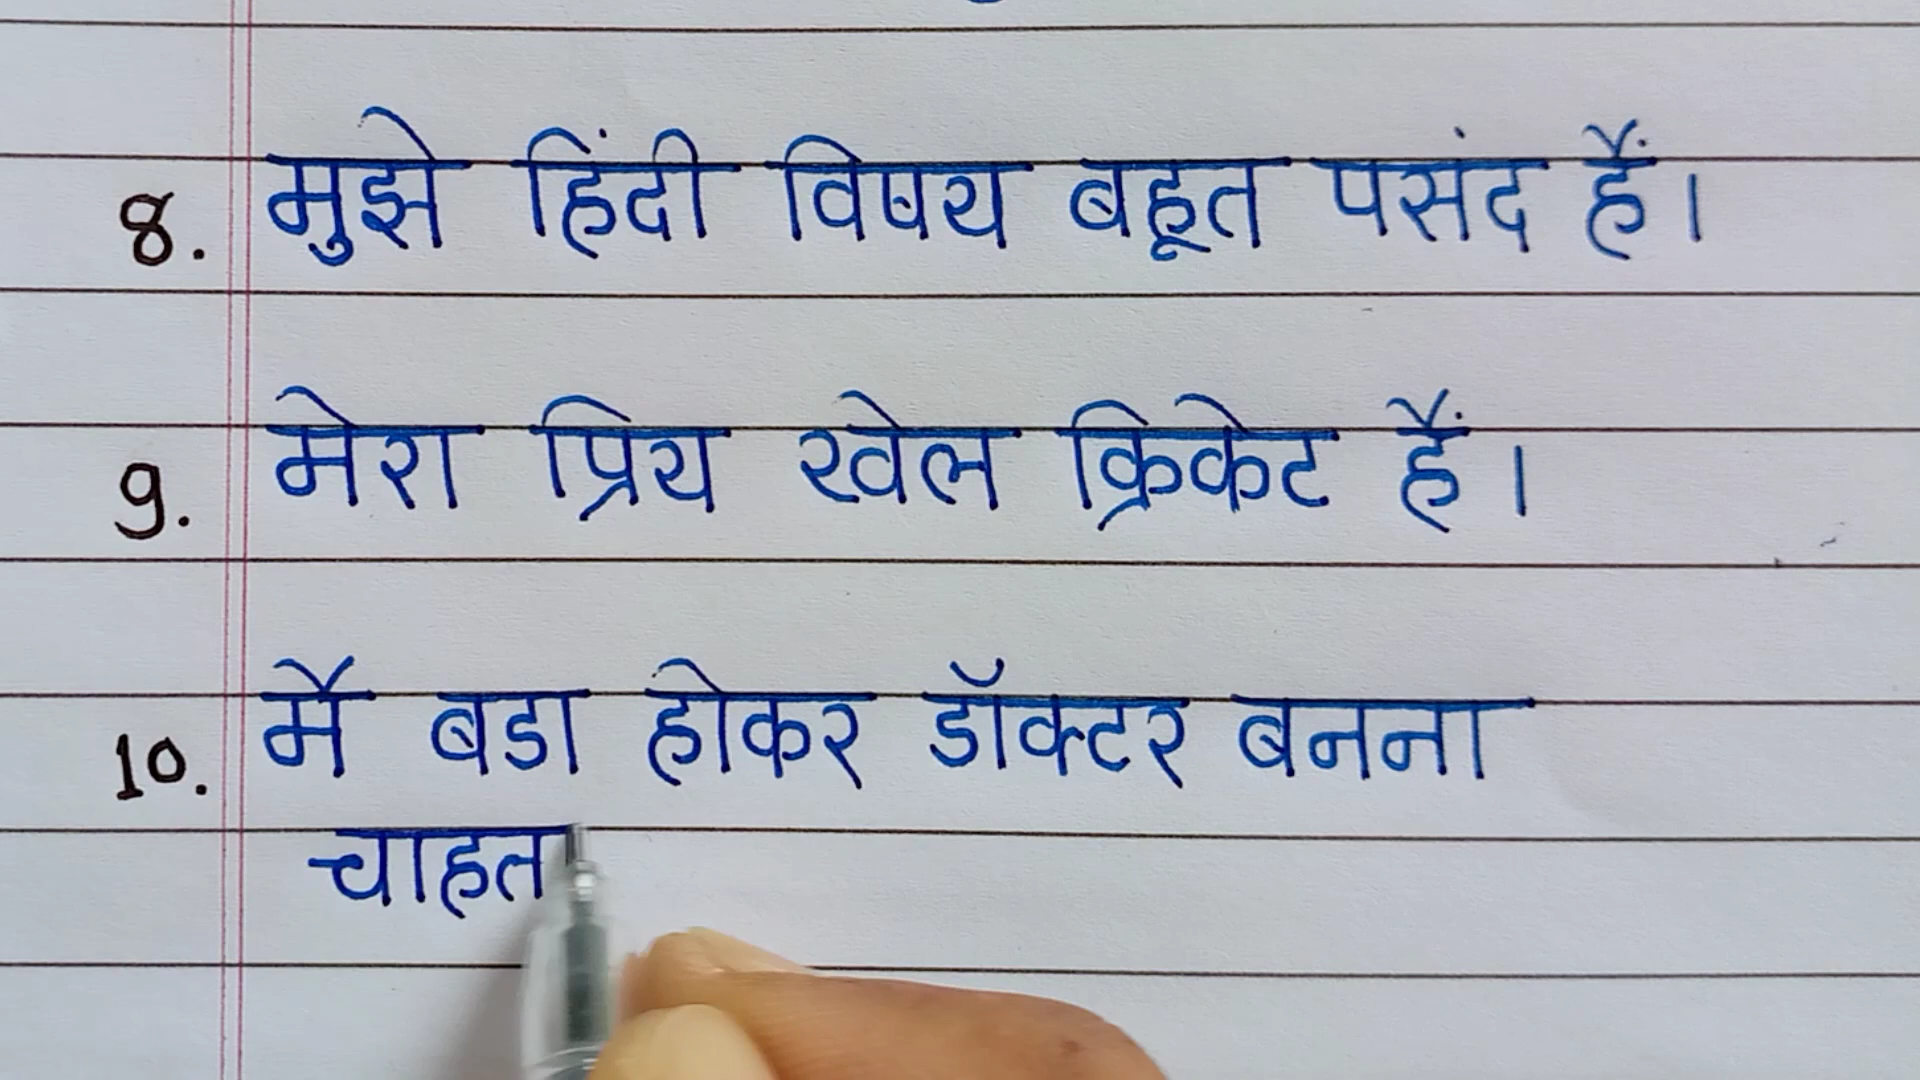 8. मुझे हिंदी विषय बहूत पसंद हैं।
9. मेरा प्रिय खेल क्रिकेट हैं।
10. मै बडा होकर डॉक्टर बनना
चाहत